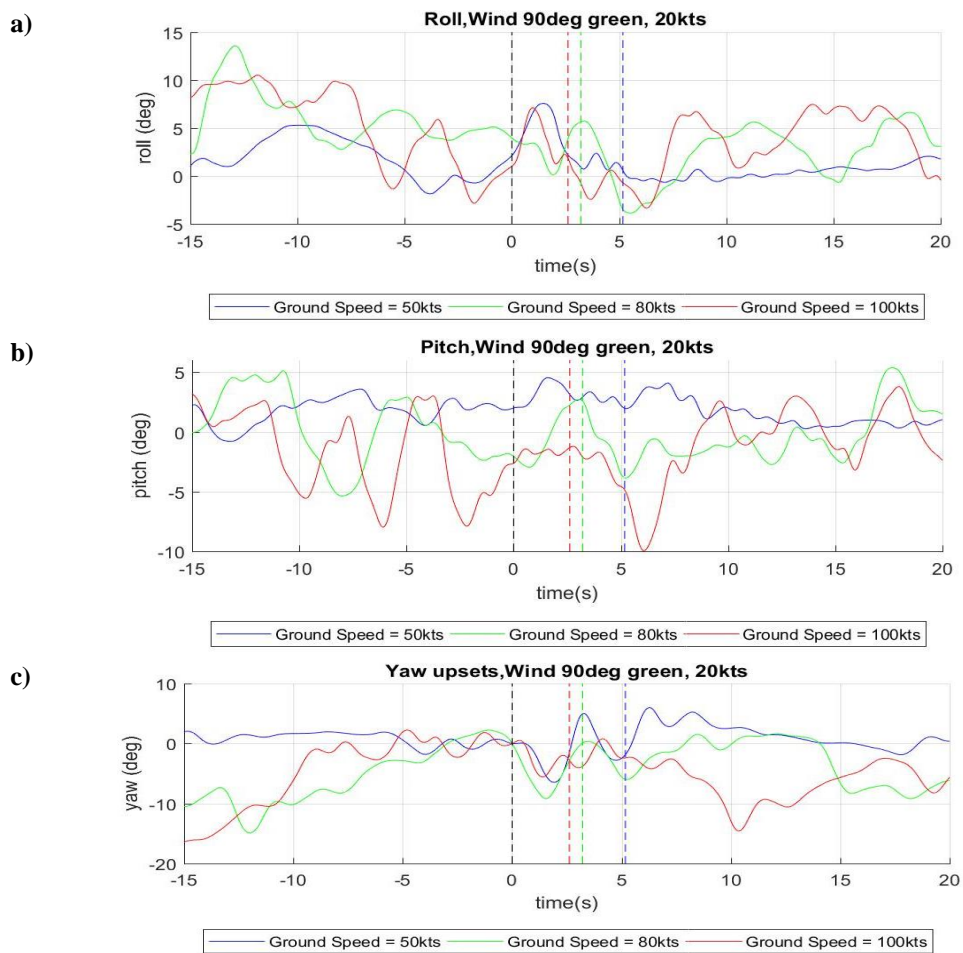 a)
Roll,Wind 90deg green, 20kts
15
10
5
0
-5
roll (deg)
-15 -10 -5 0 5 10 15 20
time(s)
Ground Speed = 50kts Ground Speed = 80kts Ground Speed = 100kts
b)
Pitch,Wind 90deg green, 20kts
5
0
-5
-10
pitch (deg)
-15 -10 -5 0 5 10 15 20
time(s)
Ground Speed = 50kts Ground Speed = 80kts Ground Speed = 100kts
c)
Yaw upsets,Wind 90deg green, 20kts
10
0
-10
-20
yaw (deg)
-15 -10 -5 0 5 10 15 20
time(s)
Ground Speed = 50kts Ground Speed = 80kts Ground Speed = 100kts